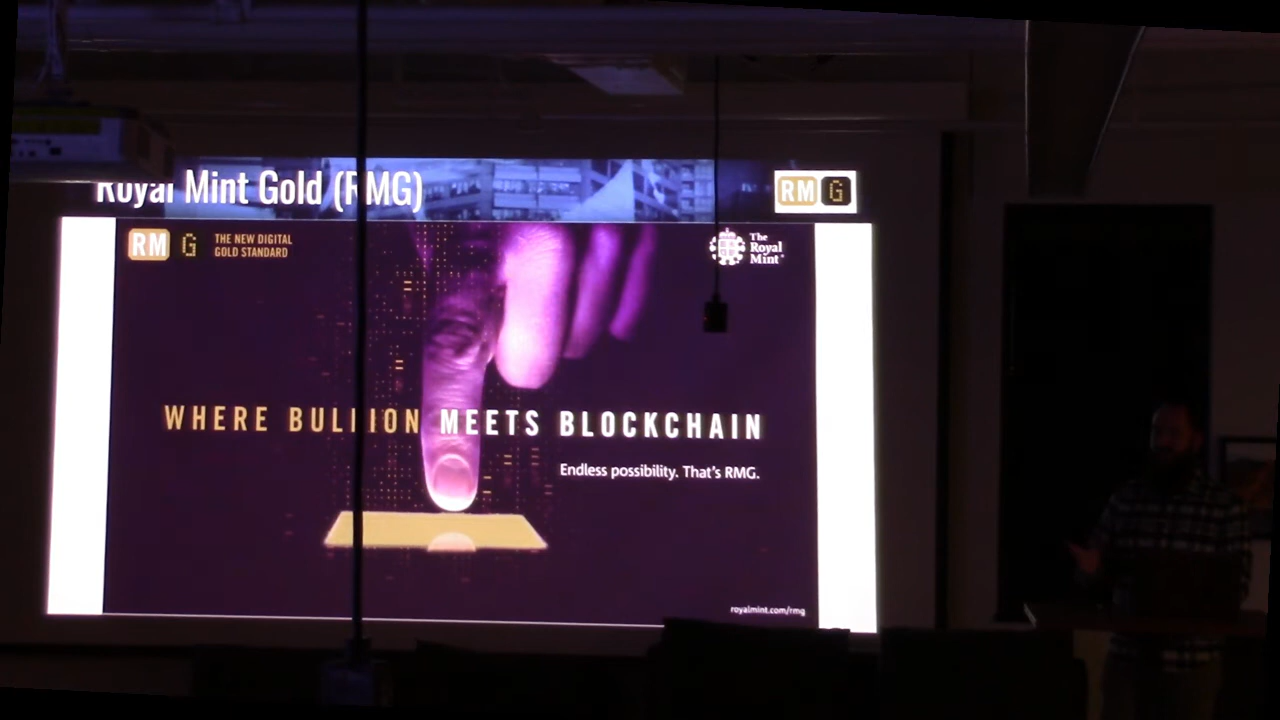 Royal Mint Gold (RMG)
RM G
RM G
THE NEW DIGITAL
GOLD STANDARD
The
Royal
Mint®
WHERE BULLION MEETS BLOCKCHAIN
Endless possibility. That's RMG.
royalmint.com/rmg